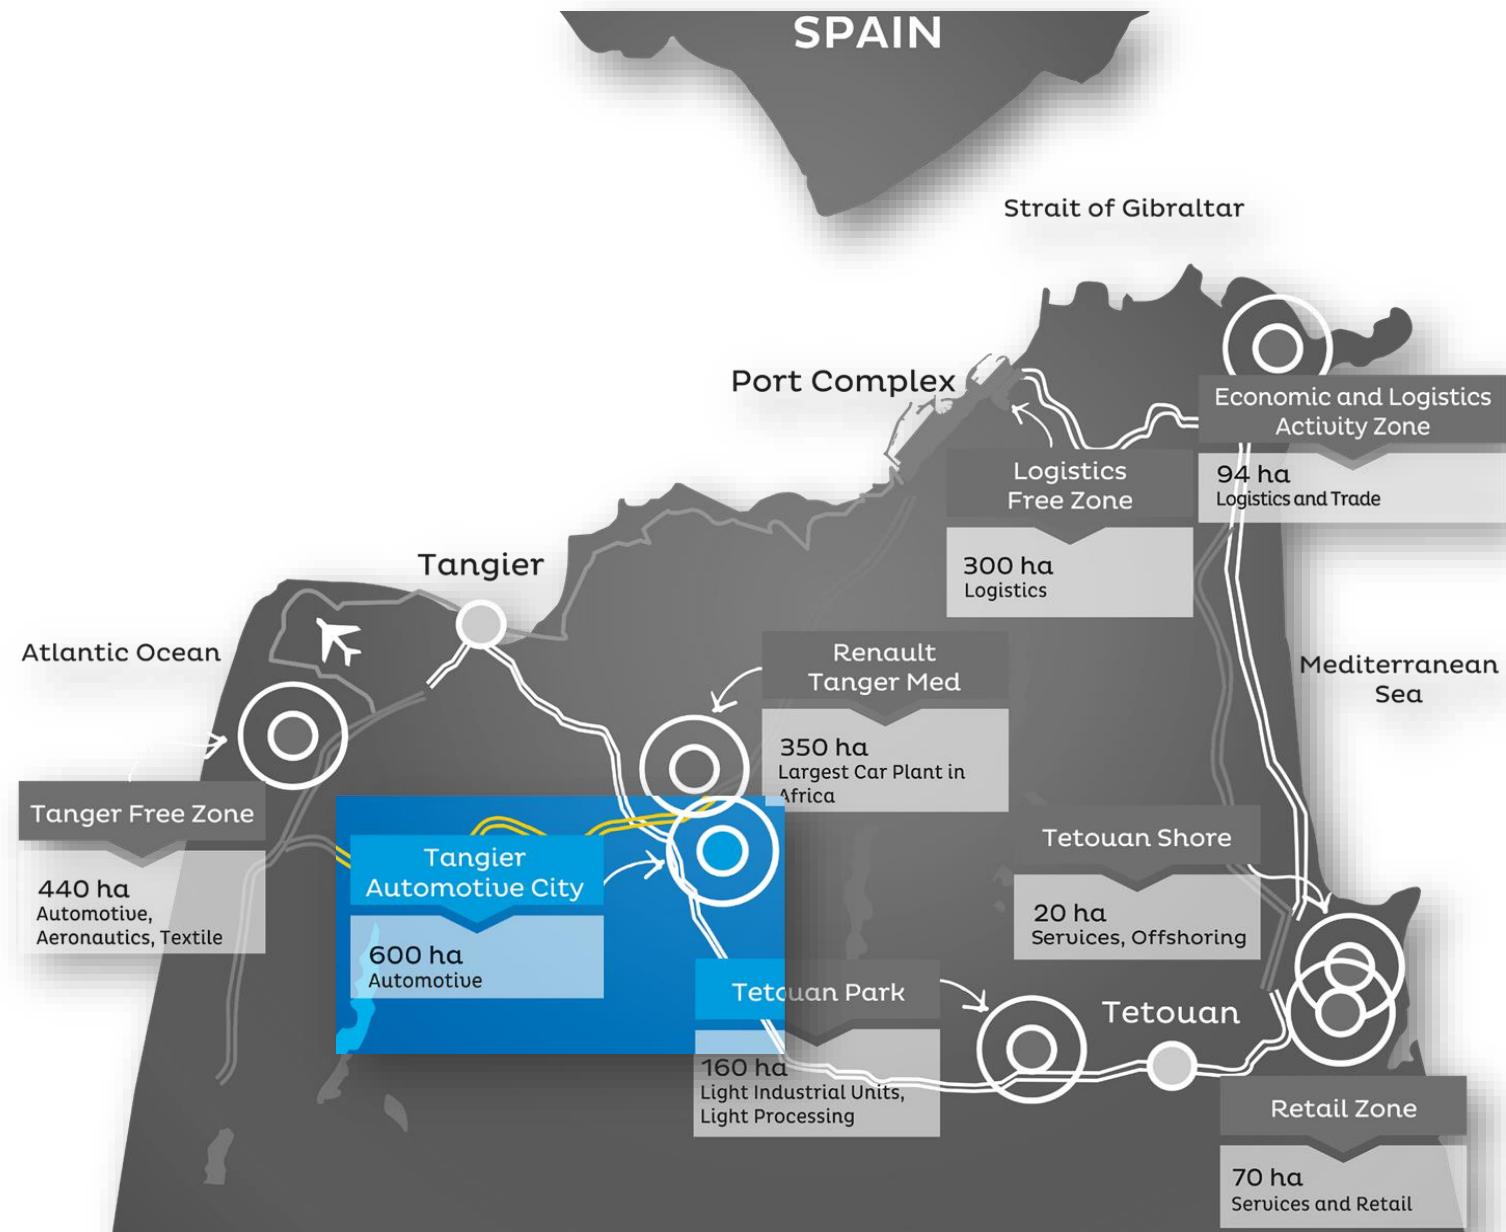 SPAIN
Strait of Gibraltar
Port Complex
Economic and Logistics
Activity Zone
94 ha
Logistics and Trade
Logistics
Free Zone
300 ha
Logistics
Tangier
Atlantic Ocean
Mediterranean
Sea
Renault
Tanger Med
350 ha
Largest Car Plant in
Africa
Tanger Free Zone
440 ha
Automotive,
Aeronautics, Textile
Tangier
Automotive City
600 ha
Automotive
Tetouan Shore
20 ha
Services, Offshoring
Tetouan Park
160 ha
Light Industrial Units,
Light Processing
Tetouan
Retail Zone
70 ha
Services and Retail